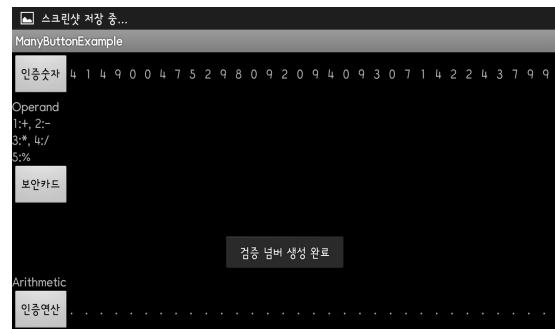 스크린샷 저장 중...
ManyButtonExample
인증숫자 4 1 4 9 0 0 4 7 5 2 9 8 0 9 2 0 9 4 0 9 3 0 7 1 4 2 2 4 3 7 9 9
Operand
1:+, 2:-
3:*, 4:/
5:%
보안카드
검증 넘버 생성 완료
Arithmetic
인증연산 . . . . . . . . . . . . . . . . . . . . . . . . . . . . . . . .